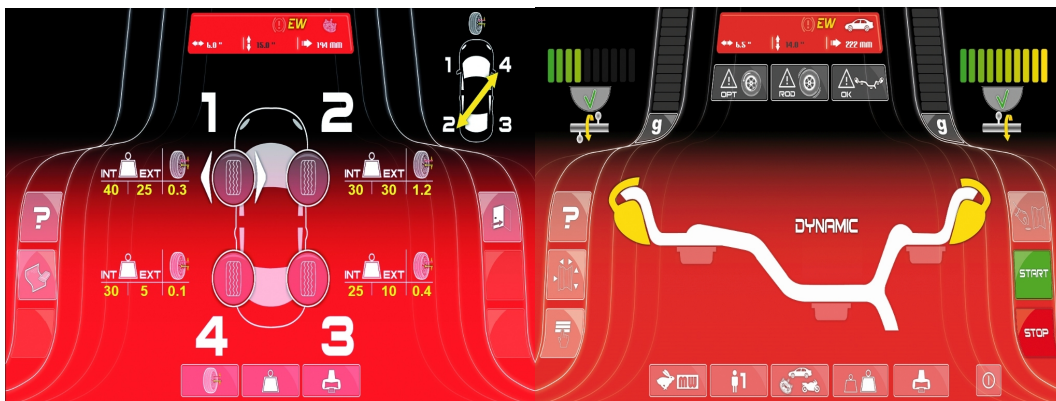 EW
6.0 " 15.0 " 144 mm
1 4
2 3
1 2
INT EXT
40 25 0.3
INT EXT
30 30 1.2
INT EXT
30 5 0.1
INT EXT
25 10 0.4
4 3
?
EW
6.5 " 14.0 " 222 mm
OPT ROD OK
g g
?
DYNAMIC
START
STOP
MW 1